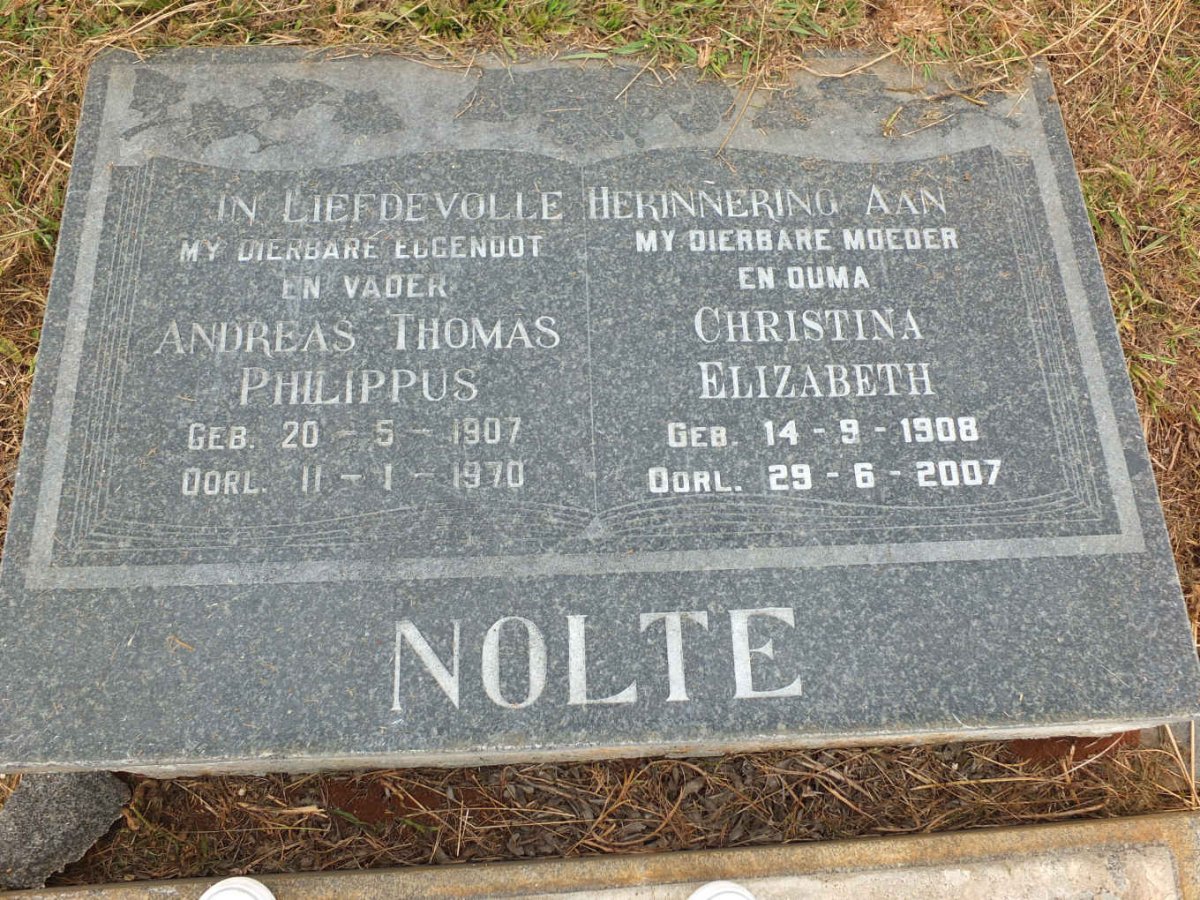 IN LIEFDEVOLLE HERINNERING AAN
MY DIERBARE EGGENOOT
EN VADER
ANDREAS THOMAS
PHILIPPUS
GEB. 20 - 5 - 1907
OORL. 11 - 1 - 1970
MY DIERBARE MOEDER
EN OUMA
CHRISTINA
ELIZABETH
GEB. 14 - 9 - 1908
OORL. 29 - 6 - 2007
NOLTE